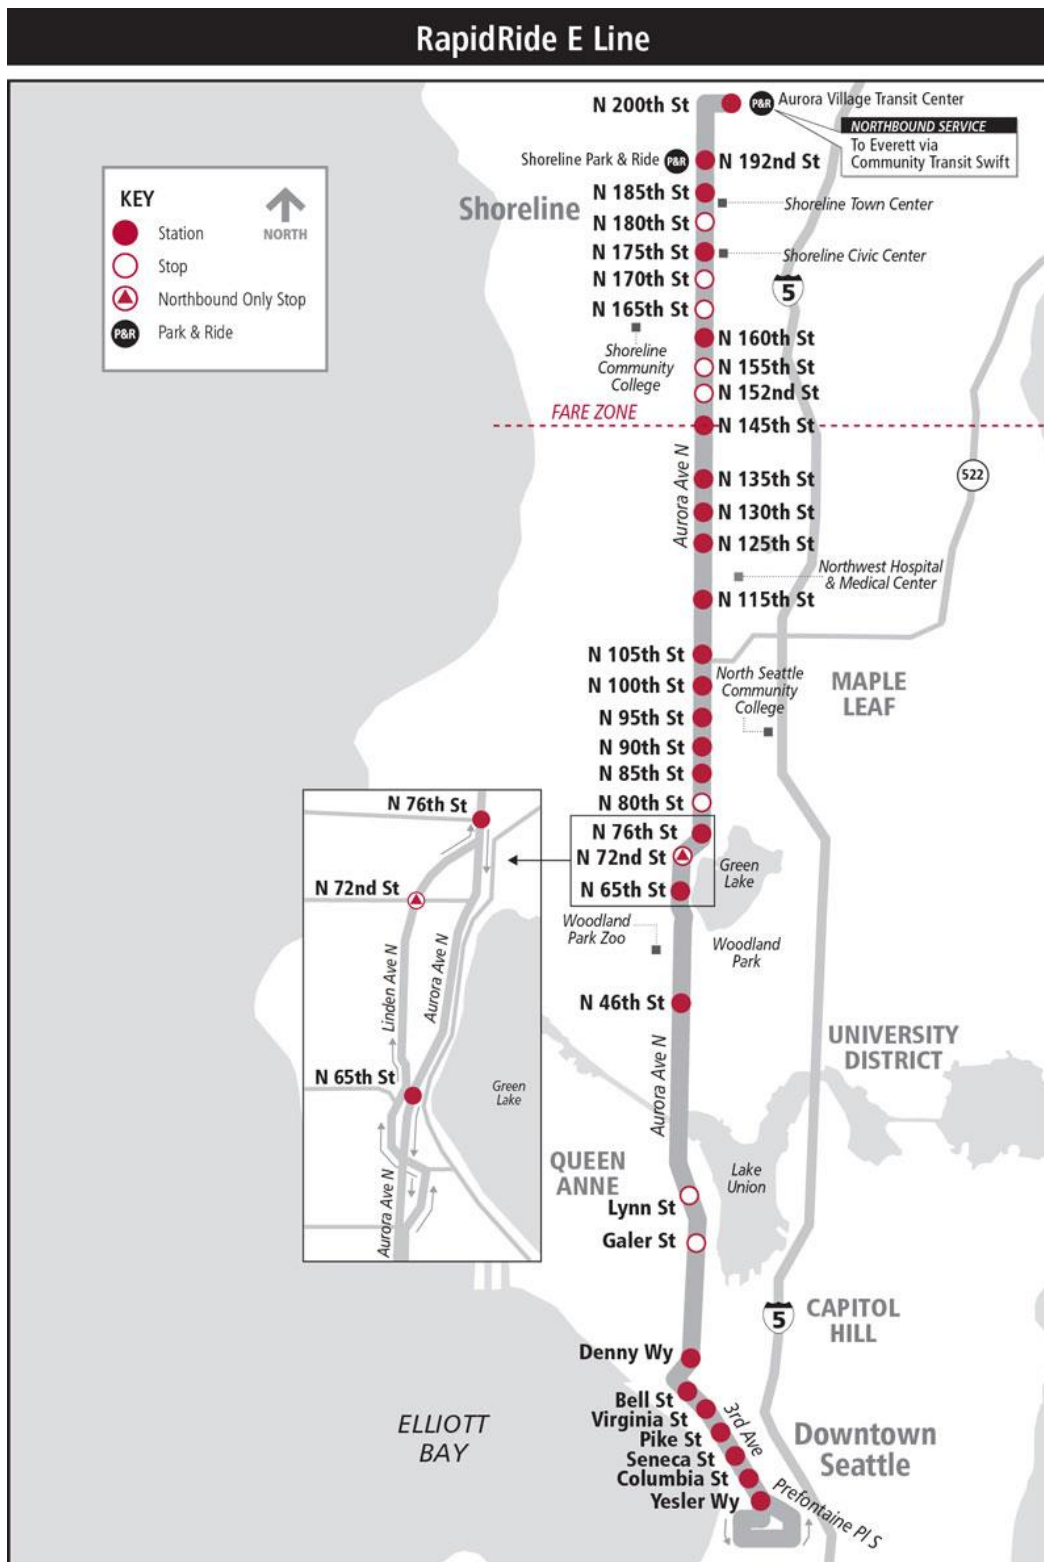 RapidRide E Line
N 200th St
P&R
Aurora Village Transit Center
NORTHBOUND SERVICE
To Everett via
Community Transit Swift
Shoreline Park & Ride
P&R
N 192nd St
KEY
NORTH
Station
Stop
Northbound Only Stop
P&R
Park & Ride
Shoreline
N 185th St
Shoreline Town Center
N 180th St
N 175th St
Shoreline Civic Center
N 170th St
5
N 165th St
N 160th St
Shoreline
Community
College
N 155th St
N 152nd St
FARE ZONE
N 145th St
Aurora Ave N
522
N 135th St
N 130th St
N 125th St
Northwest Hospital
& Medical Center
N 115th St
N 105th St
N 100th St
North Seattle
Community
College
MAPLE
LEAF
N 95th St
N 90th St
N 85th St
N 80th St
N 76th St
N 72nd St
N 65th St
Green
Lake
Woodland
Park Zoo
Woodland
Park
N 46th St
N 76th St
N 72nd St
Linden Ave N
Aurora Ave N
N 65th St
Green
Lake
Aurora Ave N
Aurora Ave N
UNIVERSITY
DISTRICT
QUEEN
ANNE
Lake
Union
Lynn St
Galer St
5
CAPITOL
HILL
Denny Wy
Bell St
Virginia St
Pike St
Seneca St
Columbia St
Yesler Wy
3rd Ave
Prefontaine Pl S
Downtown
Seattle
ELLIOTT
BAY